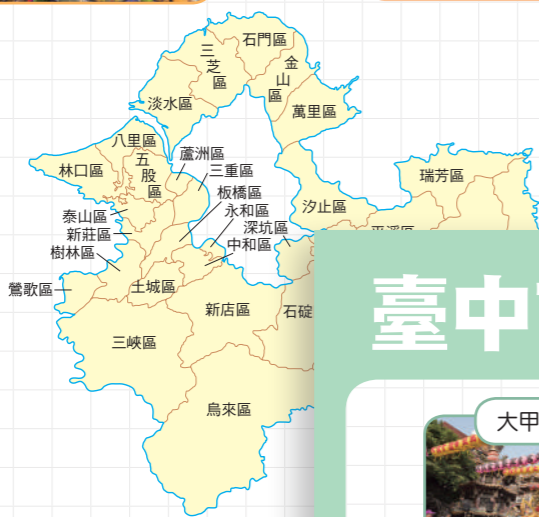 石門區
三芝區
金山區
淡水區
萬里區
八里區
蘆洲區
五股區
林口區
三重區
瑞芳區
板橋區
汐止區
泰山區
永和區
新莊區
深坑區
樹林區
中和區
鶯歌區
土城區
新店區
石碇
三峽區
烏來區
臺中
大甲